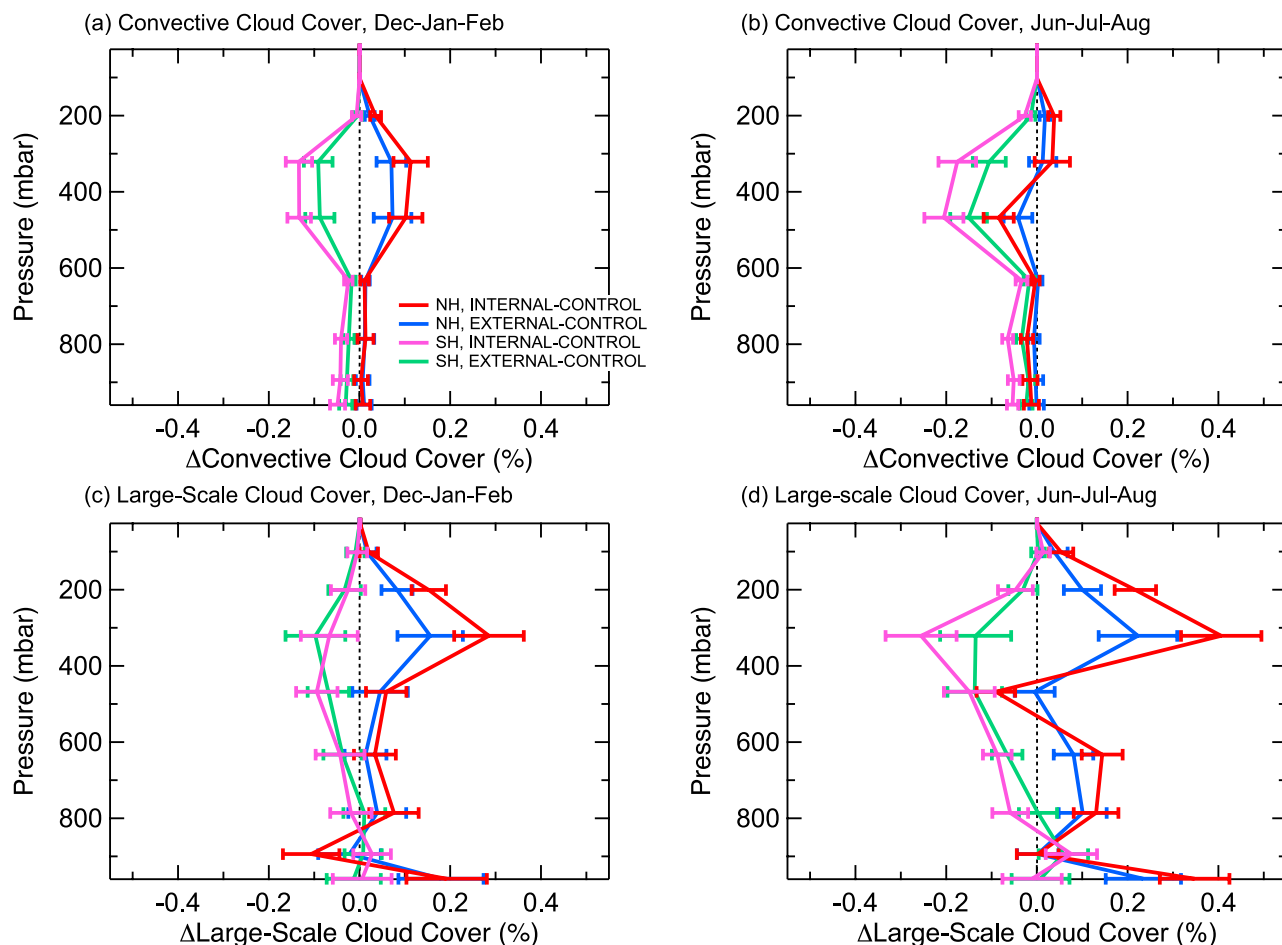 (a) Convective Cloud Cover, Dec-Jan-Feb
Pressure (mbar)
200
400
600
800
NH, INTERNAL-CONTROL
NH, EXTERNAL-CONTROL
SH, INTERNAL-CONTROL
SH, EXTERNAL-CONTROL
-0.4 -0.2 0.0 0.2 0.4
ΔConvective Cloud Cover (%)
(b) Convective Cloud Cover, Jun-Jul-Aug
Pressure (mbar)
200
400
600
800
-0.4 -0.2 0.0 0.2 0.4
ΔConvective Cloud Cover (%)
(c) Large-Scale Cloud Cover, Dec-Jan-Feb
Pressure (mbar)
200
400
600
800
-0.4 -0.2 0.0 0.2 0.4
ΔLarge-Scale Cloud Cover (%)
(d) Large-scale Cloud Cover, Jun-Jul-Aug
Pressure (mbar)
200
400
600
800
-0.4 -0.2 0.0 0.2 0.4
ΔLarge-Scale Cloud Cover (%)